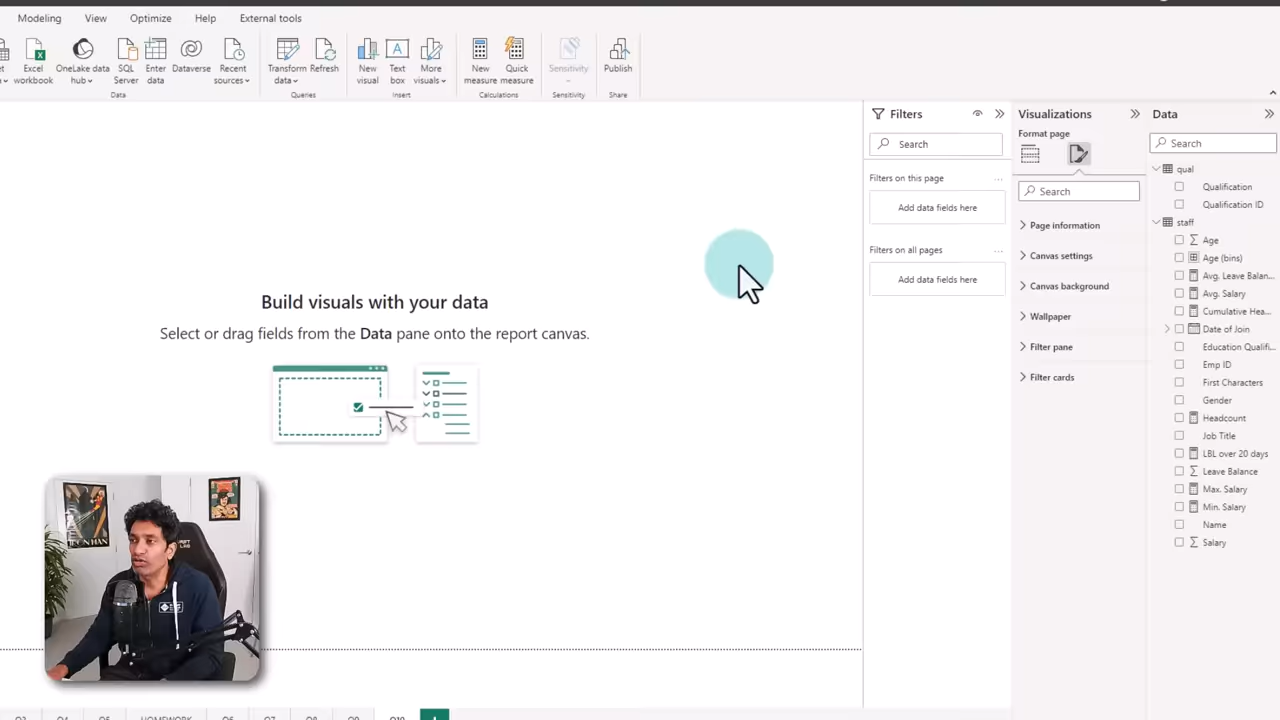 Modeling View Optimize Help External tools
Excel workbook
OneLake data hub
SQL Server
Enter data
Dataverse
Recent sources
Transform data
Refresh
New visual
Text box
More visuals
New measure
Quick measure
Sensitivity
Publish
Data
Queries
Insert
Calculations
Sensitivity
Share
Build visuals with your data
Select or drag fields from the Data pane onto the report canvas.
Filters
Search
Filters on this page
Add data fields here
Filters on all pages
Add data fields here
Visualizations
Format page
Search
Page information
Canvas settings
Canvas background
Wallpaper
Filter pane
Filter cards
Data
Search
qual
Qualification
Qualification ID
staff
Age
Age (bins)
Avg. Leave Balan...
Avg. Salary
Cumulative Hea...
Date of Join
Education Qualifi...
Emp ID
First Characters
Gender
Headcount
Job Title
LBL over 20 days
Leave Balance
Max. Salary
Min. Salary
Name
Salary